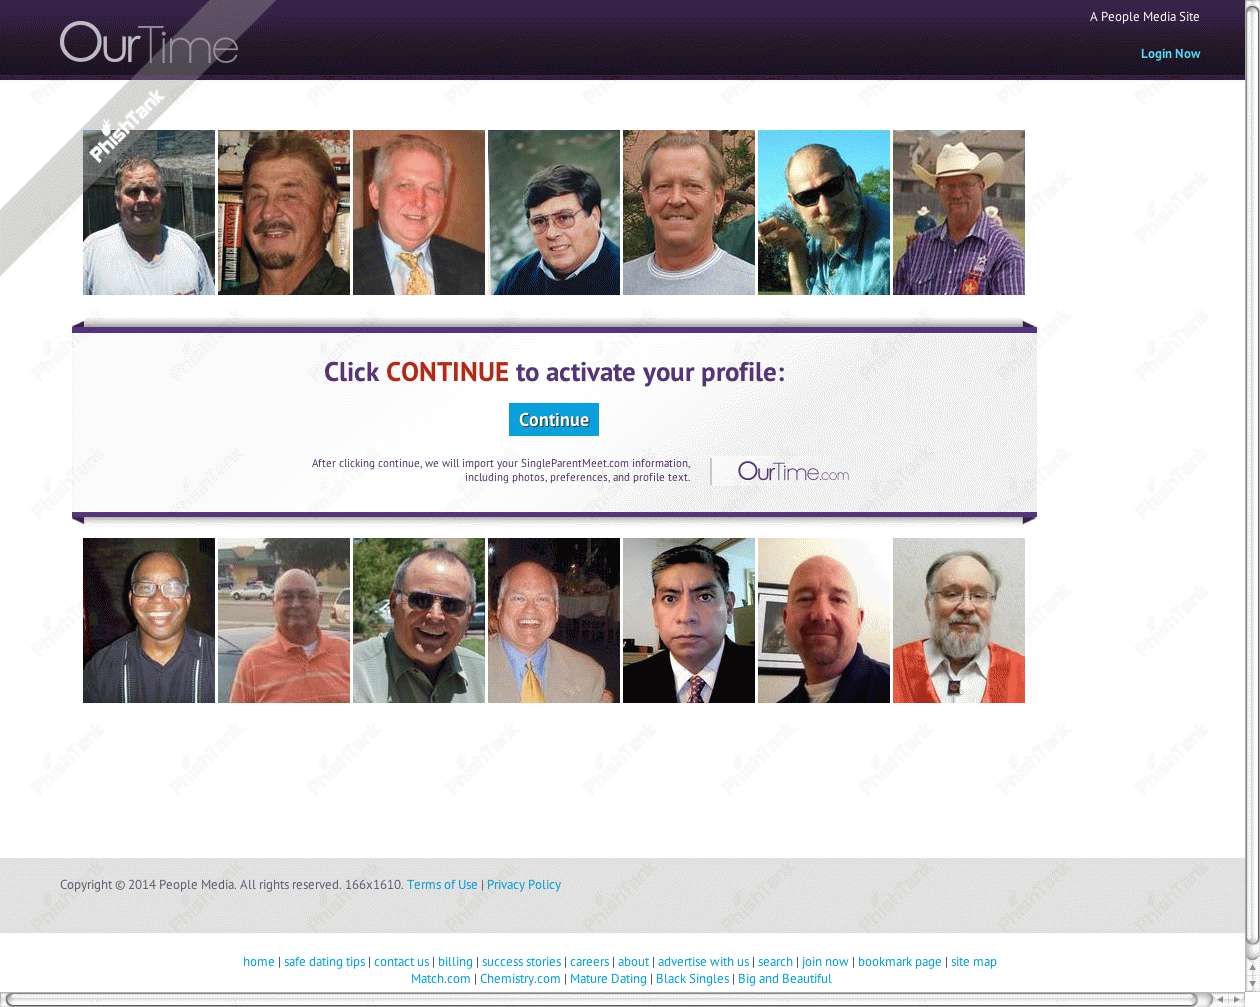 OurTime
A People Media Site
Login Now
PhishTank
Click CONTINUE to activate your profile:
Continue
After clicking continue, we will import your SingleParentMeet.com information,
including photos, preferences, and profile text.
OurTime.com
Copyright © 2014 People Media. All rights reserved. 166x1610. Terms of Use | Privacy Policy
home | safe dating tips | contact us | billing | success stories | careers | about | advertise with us | search | join now | bookmark page | site map
Match.com | Chemistry.com | Mature Dating | Black Singles | Big and Beautiful